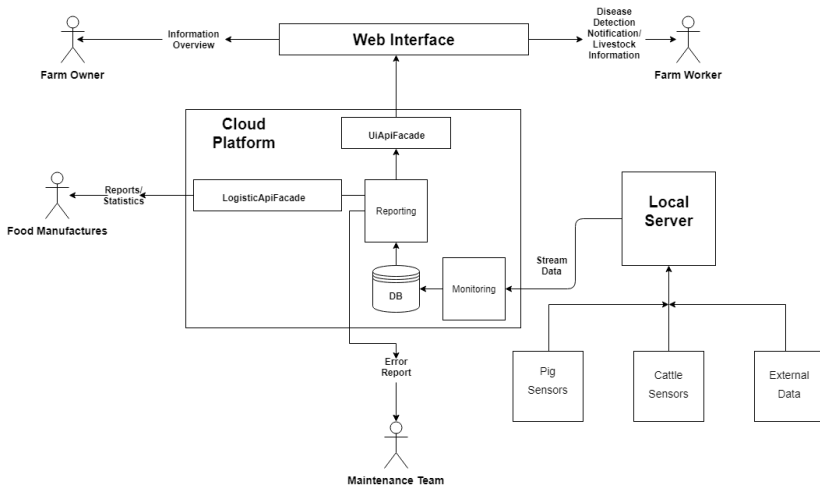 Information
Overview
Web Interface
Disease
Detection
Notification/
Livestock
Information
Farm Owner
Farm Worker
Cloud
Platform
UiApiFacade
Reports/
Statistics
LogisticApiFacade
Reporting
Food Manufactures
Local
Server
Stream
Data
DB
Monitoring
Error
Report
Pig
Sensors
Cattle
Sensors
External
Data
Maintenance Team